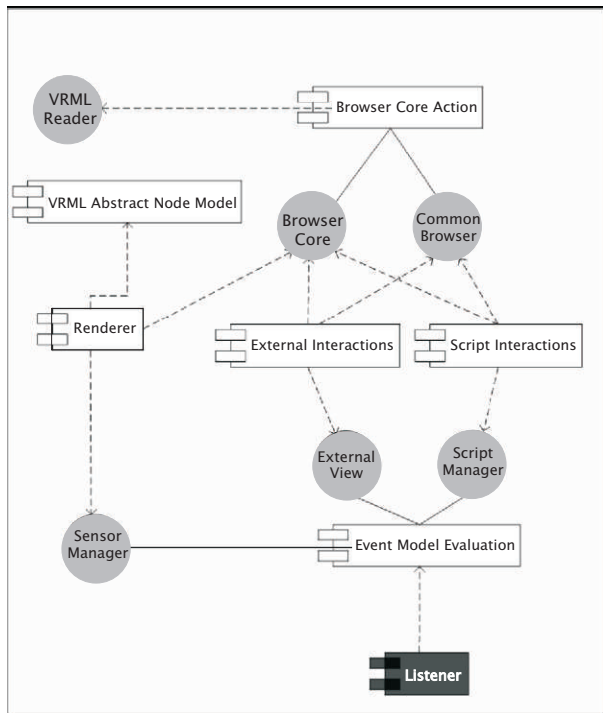 VRML
Reader
Browser Core Action
VRML Abstract Node Model
Browser
Core
Common
Browser
Renderer
External Interactions
Script Interactions
External
View
Script
Manager
Sensor
Manager
Event Model Evaluation
Listener